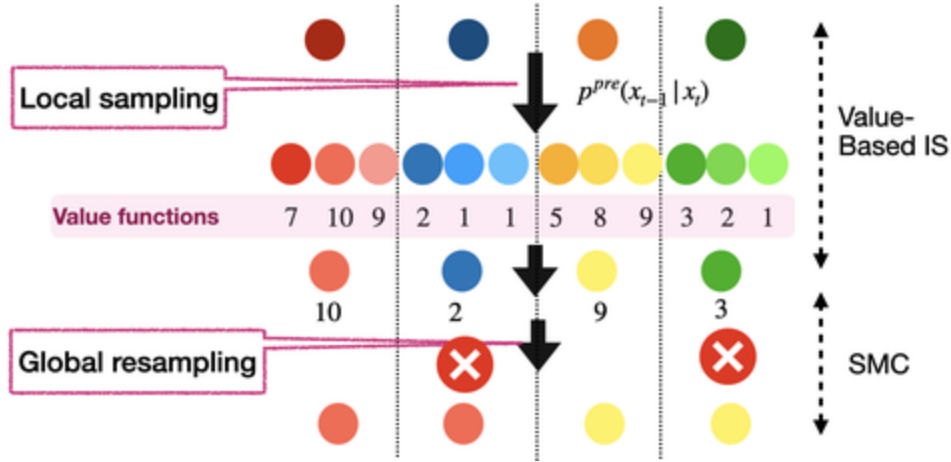 Local sampling
p^{pre}(x_{t-1} | x_t)
Value-
Based IS
Value functions 7 10 9 2 1 1 5 8 9 3 2 1
10 2 9 3
Global resampling
SMC